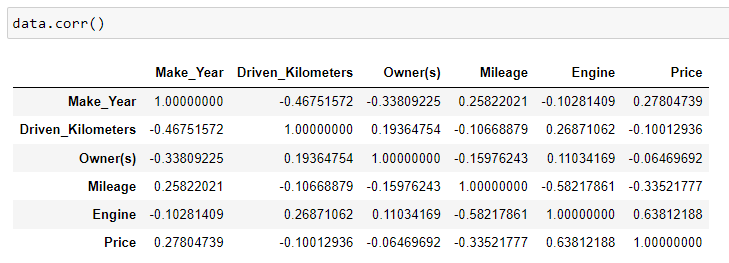 data.corr()
Make_Year Driven_Kilometers Owner(s) Mileage Engine Price
Make_Year 1.00000000 -0.46751572 -0.33809225 0.25822021 -0.10281409 0.27804739
Driven_Kilometers -0.46751572 1.00000000 0.19364754 -0.10668879 0.26871062 -0.10012936
Owner(s) -0.33809225 0.19364754 1.00000000 -0.15976243 0.11034169 -0.06469692
Mileage 0.25822021 -0.10668879 -0.15976243 1.00000000 -0.58217861 -0.33521777
Engine -0.10281409 0.26871062 0.11034169 -0.58217861 1.00000000 0.63812188
Price 0.27804739 -0.10012936 -0.06469692 -0.33521777 0.63812188 1.00000000